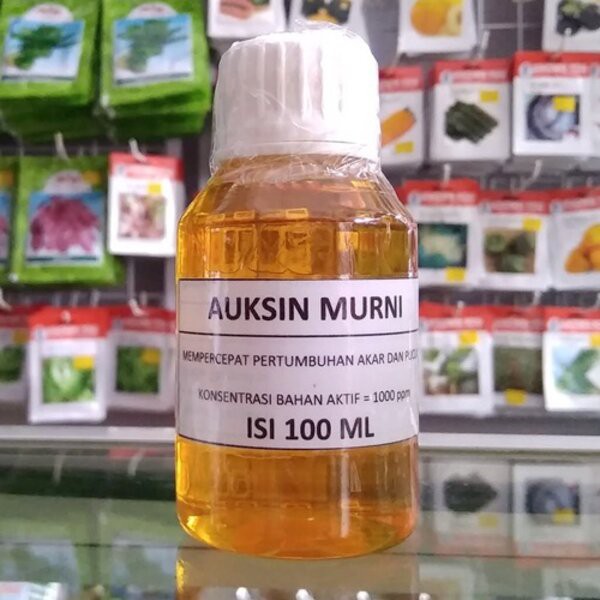 AUKSIN MURNI
MEMPERCEPAT PERTUMBUHAN AKAR DAN
KONSENTRASI BAHAN AKTIF = 1000 ppm
ISI 100 ML